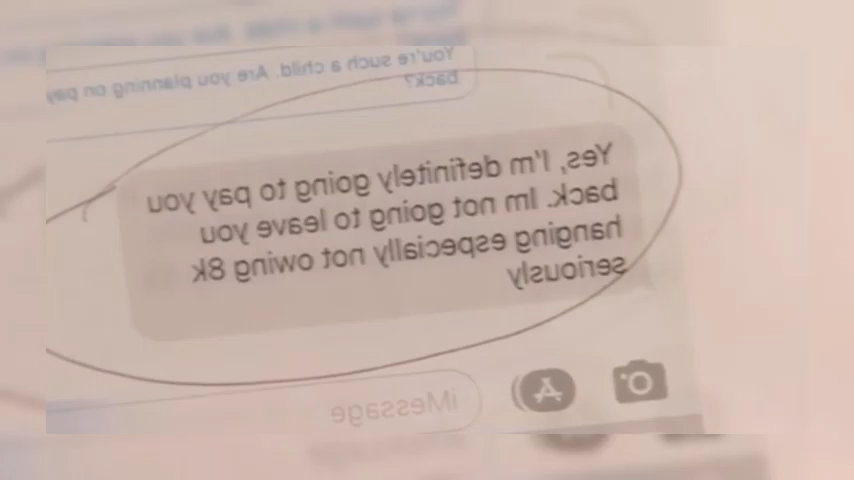 You're such a child. Are you planning on pay
back?
Yes, I'm definitely going to pay you
back. Im not going to leave you
hanging especially not owing 8k
seriously
iMessage